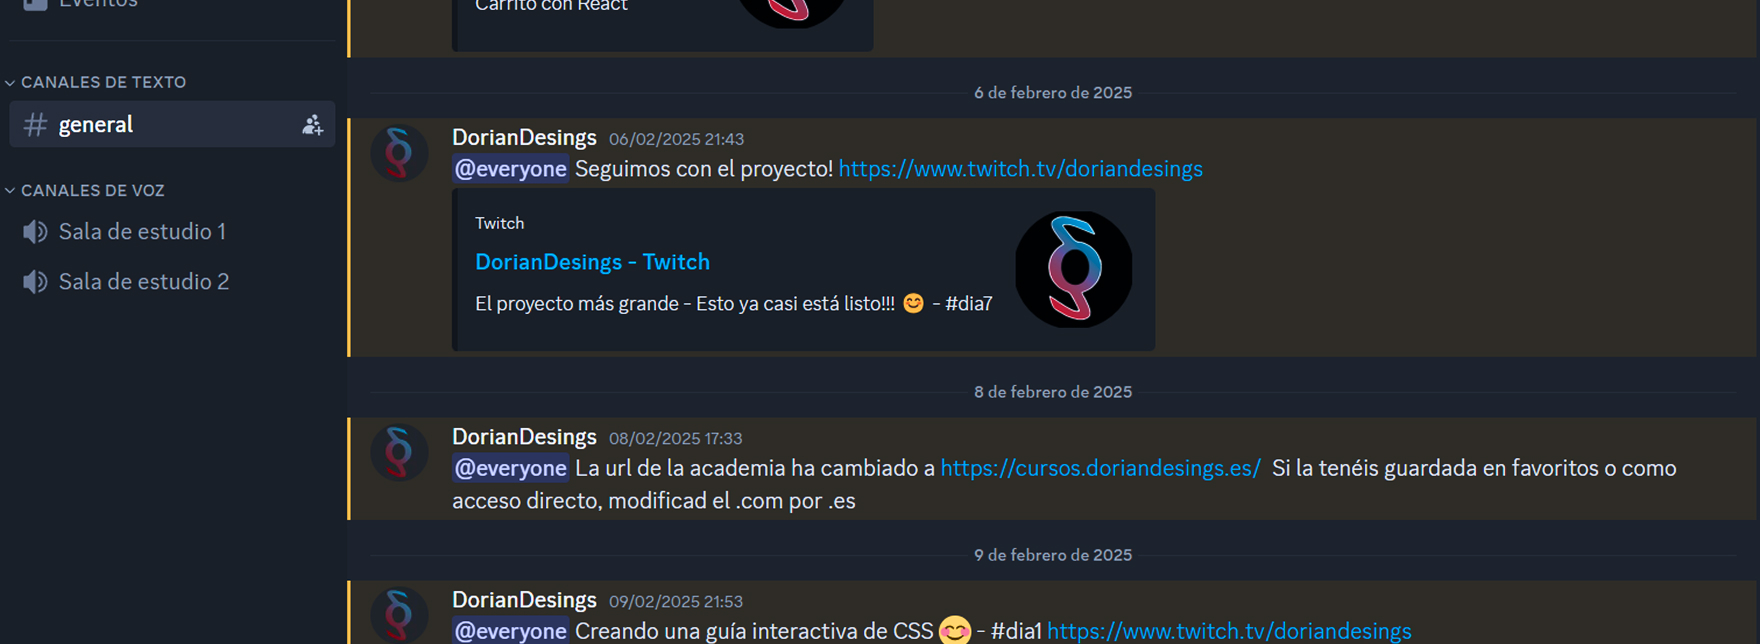 Eventos
CANALES DE TEXTO
general
CANALES DE VOZ
Sala de estudio 1
Sala de estudio 2
Carrito con React
6 de febrero de 2025
DorianDesings 06/02/2025 21:43
@everyone Seguimos con el proyecto! https://www.twitch.tv/doriandesings
Twitch
DorianDesings - Twitch
El proyecto más grande - Esto ya casi está listo!!! 😊 - #dia7
8 de febrero de 2025
DorianDesings 08/02/2025 17:33
@everyone La url de la academia ha cambiado a https://cursos.doriandesings.es/ Si la tenéis guardada en favoritos o como
acceso directo, modificad el .com por .es
9 de febrero de 2025
DorianDesings 09/02/2025 21:53
@everyone Creando una guía interactiva de CSS 😊 - #dia1 https://www.twitch.tv/doriandesings